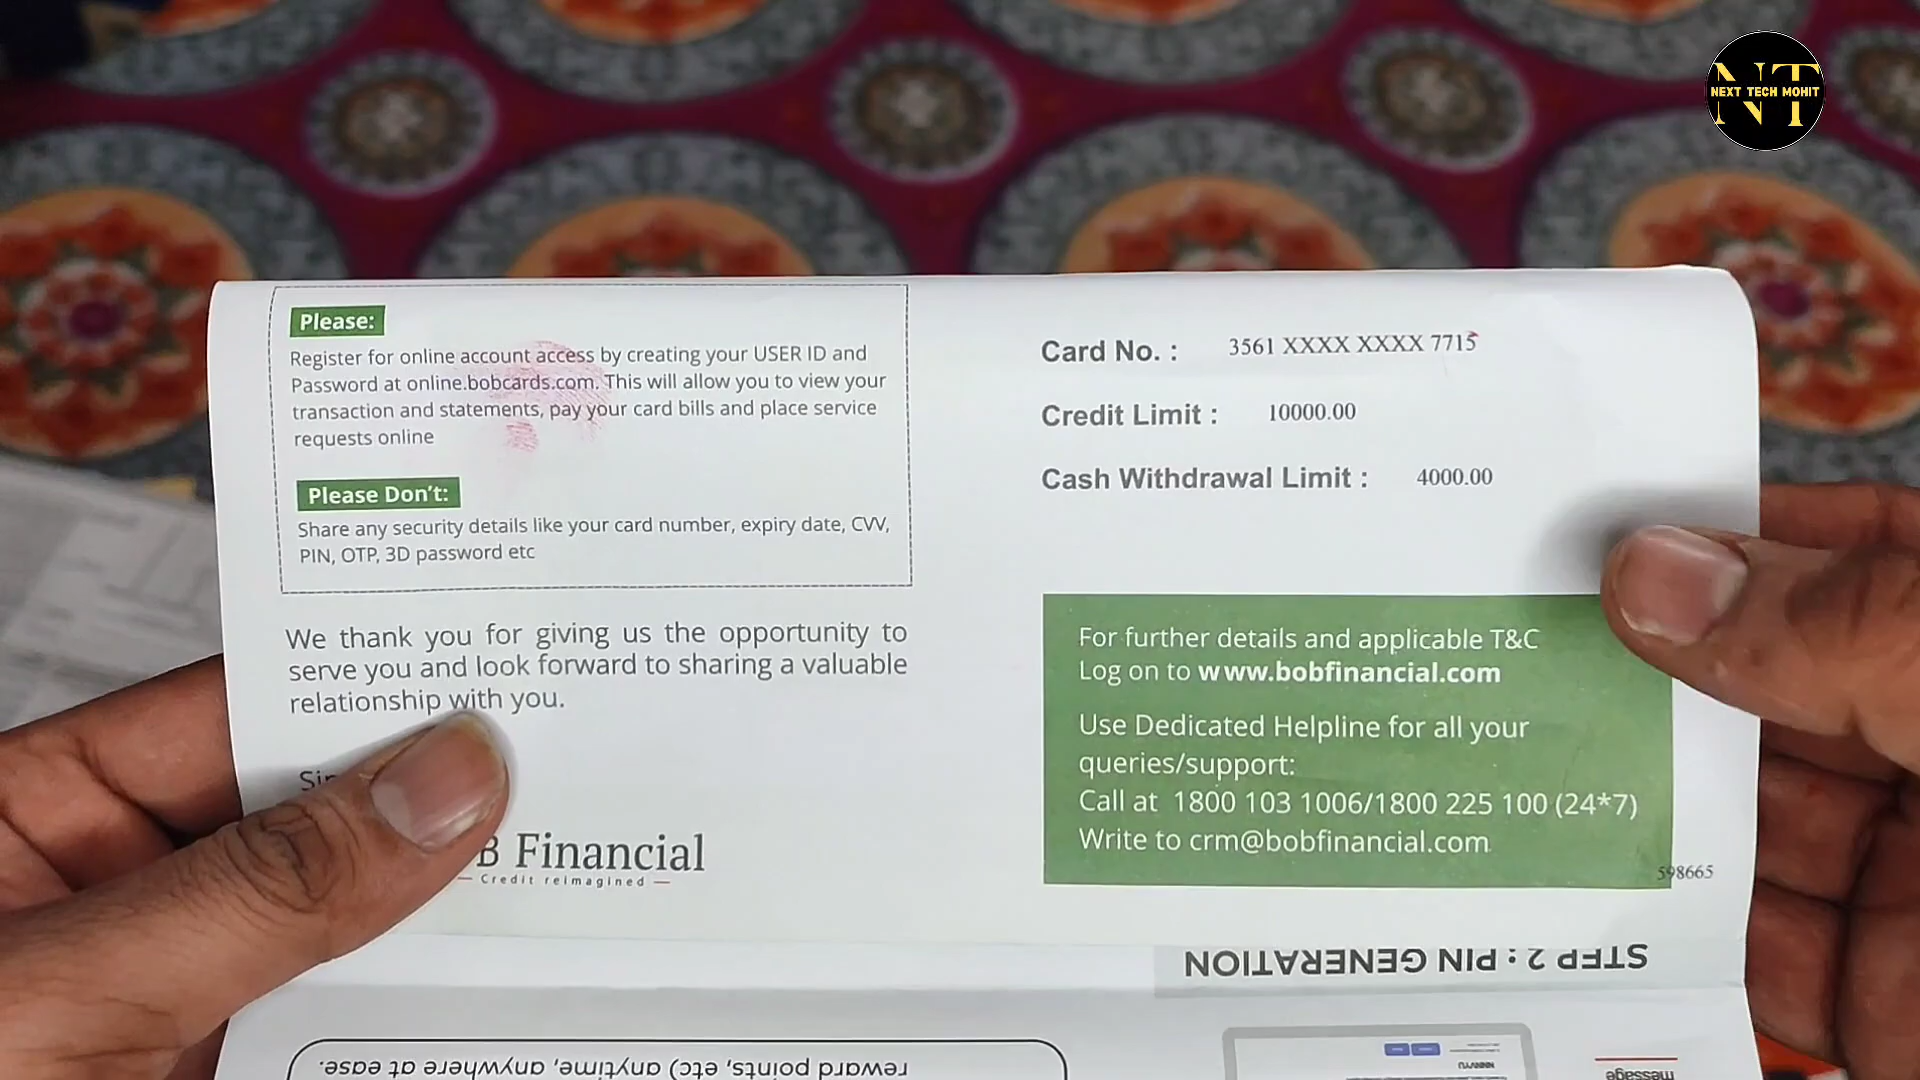 NT
NEXT TECH MOHIT
Please:
Register for online account access by creating your USER ID and
Password at online.bobcards.com. This will allow you to view your
transaction and statements, pay your card bills and place service
requests online
Please Don't:
Share any security details like your card number, expiry date, CVV,
PIN, OTP, 3D password etc
We thank you for giving us the opportunity to
serve you and look forward to sharing a valuable
relationship with you.
B Financial
— Credit reimagined —
Card No. : 3561 XXXX XXXX 7715
Credit Limit : 10000.00
Cash Withdrawal Limit : 4000.00
For further details and applicable T&C
Log on to www.bobfinancial.com
Use Dedicated Helpline for all your
queries/support:
Call at 1800 103 1006/1800 225 100 (24*7)
Write to crm@bobfinancial.com
598665
STEP 2 : PIN GENERATION
reward points, etc) anytime, anywhere at ease.
message